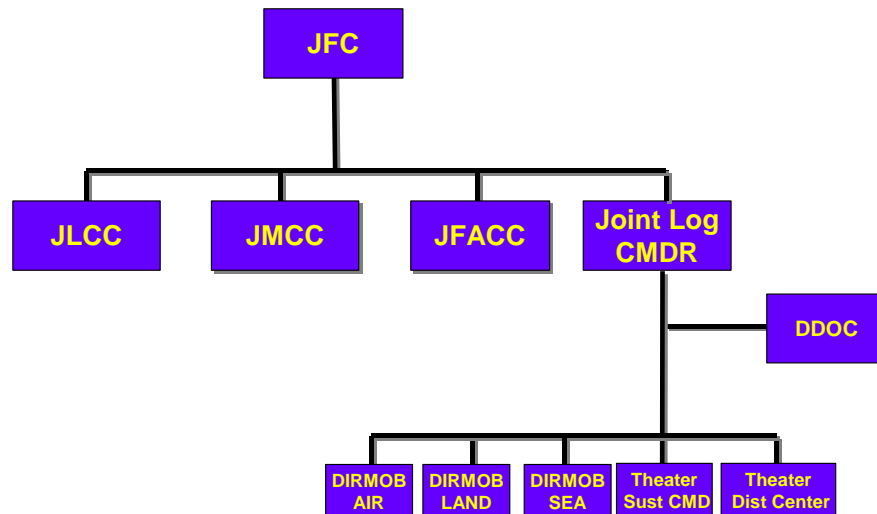 JFC
JLCC
JMCC
JFACC
Joint Log
CMDR
DDOC
DIRMOB
AIR
DIRMOB
LAND
DIRMOB
SEA
Theater
Sust CMD
Theater
Dist Center